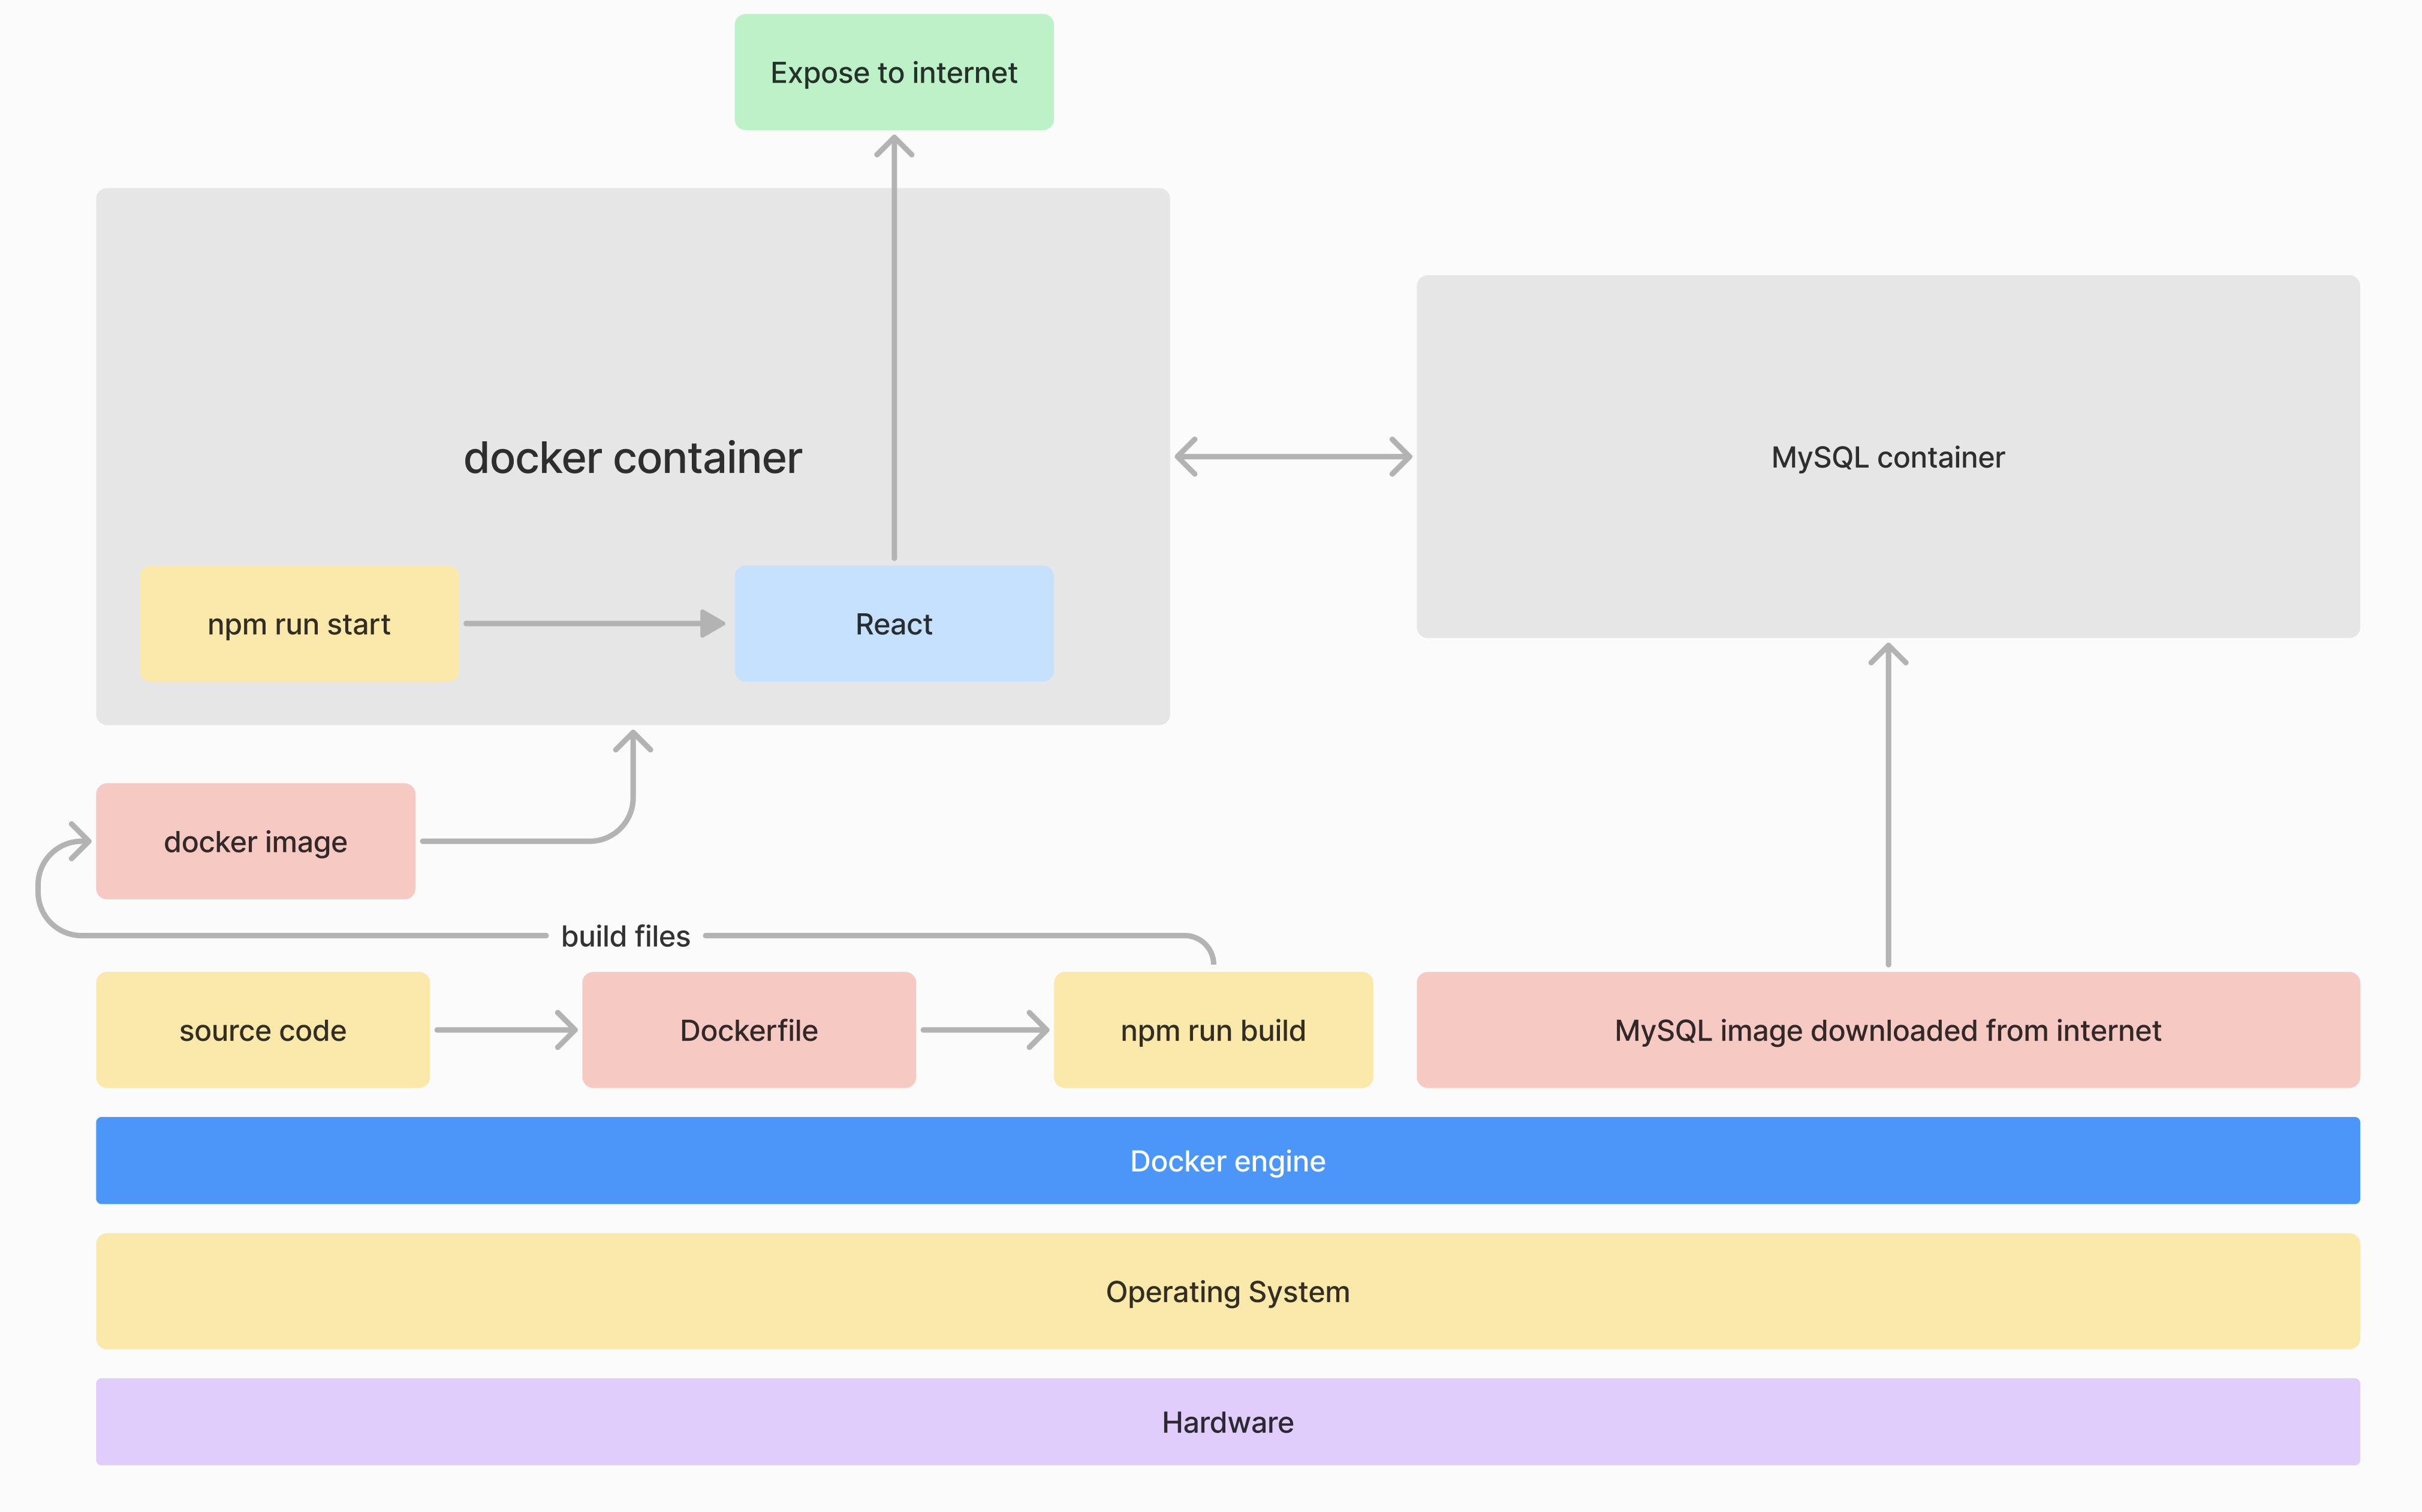 Expose to internet
docker container
MySQL container
npm run start
React
docker image
build files
source code
Dockerfile
npm run build
MySQL image downloaded from internet
Docker engine
Operating System
Hardware